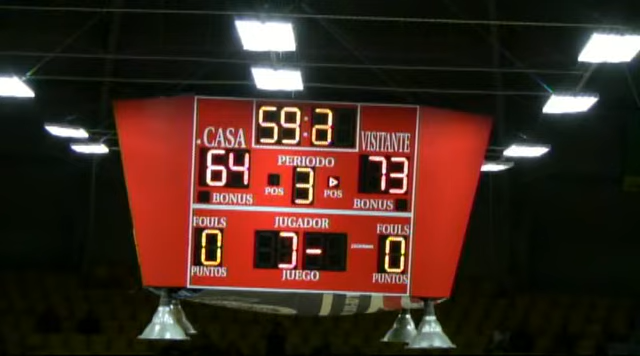 59:2
CASA VISITANTE
64 PERIODO 73
3
POS POS
BONUS BONUS
FOULS JUGADOR FOULS
0 7- 0
PUNTOS JUEGO PUNTOS